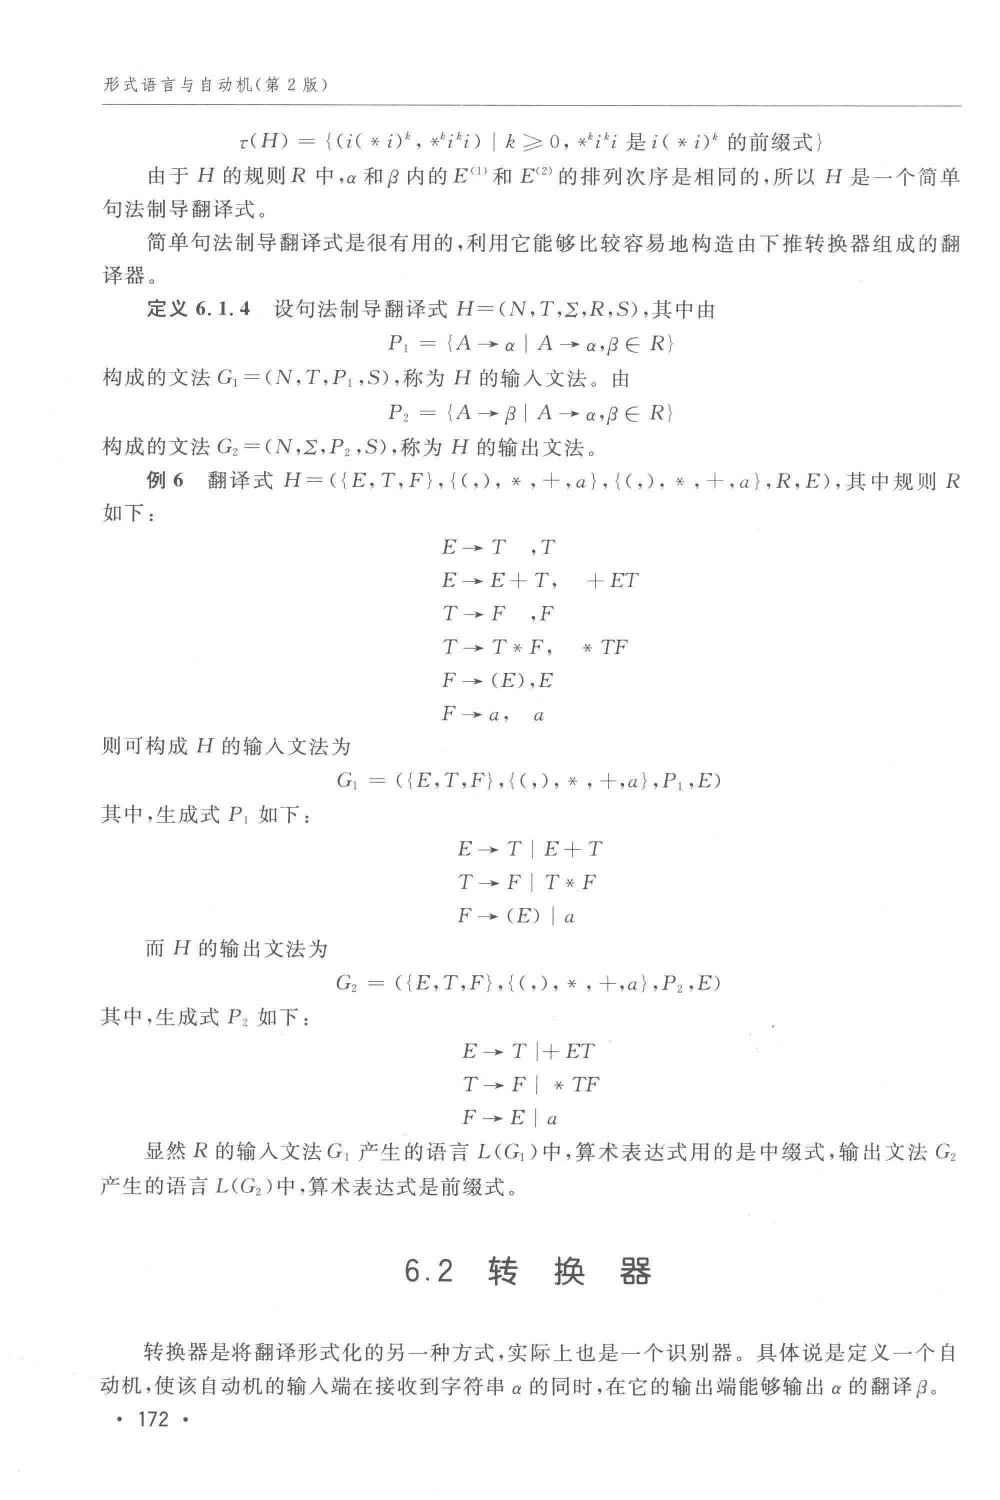 形式语言与自动机(第2版)
τ(H) = {(i(*i)ᵏ, *ᵏiᵏi) | k ⩾ 0, *ᵏiᵏi 是 i(*i)ᵏ 的前缀式}
由于 H 的规则 R 中,α 和 β 内的 E⁽¹⁾ 和 E⁽²⁾ 的排列次序是相同的,所以 H 是一个简单
句法制导翻译式。
简单句法制导翻译式是很有用的,利用它能够比较容易地构造由下推转换器组成的翻
译器。
定义 6.1.4 设句法制导翻译式 H=(N,T,Σ,R,S),其中由
P₁ = {A→α | A→α,β∈R}
构成的文法 G₁=(N,T,P₁,S),称为 H 的输入文法。由
P₂ = {A→β | A→α,β∈R}
构成的文法 G₂=(N,Σ,P₂,S),称为 H 的输出文法。
例 6 翻译式 H=({E,T,F},{(,),*,+,a},{(,),*,+,a},R,E),其中规则 R
如下:
E→T ,T
E→E+T, +ET
T→F ,F
T→T*F, *TF
F→(E),E
F→a, a
则可构成 H 的输入文法为
G₁ = ({E,T,F},{(,),*,+,a},P₁,E)
其中,生成式 P₁ 如下:
E→T | E+T
T→F | T*F
F→(E) | a
而 H 的输出文法为
G₂ = ({E,T,F},{(,),*,+,a},P₂,E)
其中,生成式 P₂ 如下:
E→T |+ET
T→F | *TF
F→E | a
显然 R 的输入文法 G₁ 产生的语言 L(G₁)中,算术表达式用的是中缀式,输出文法 G₂
产生的语言 L(G₂)中,算术表达式是前缀式。
6.2 转 换 器
转换器是将翻译形式化的另一种方式,实际上也是一个识别器。具体说是定义一个自
动机,使该自动机的输入端在接收到字符串 α 的同时,在它的输出端能够输出 α 的翻译 β。
· 172 ·